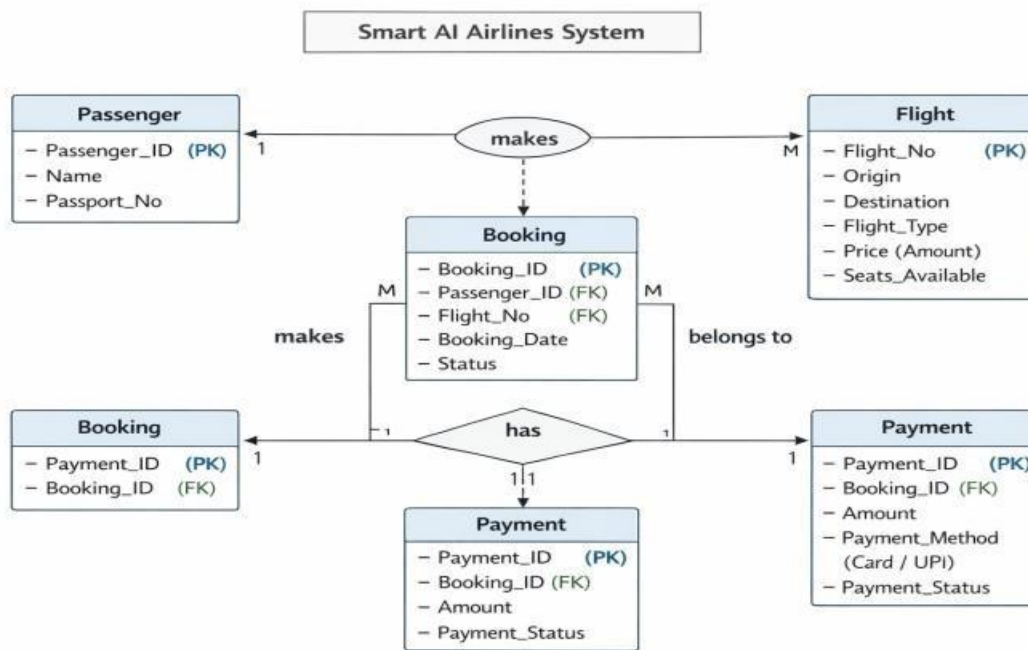 Smart AI Airlines System
Passenger
– Passenger_ID (PK)
– Name
– Passport_No
1
makes
M
Flight
– Flight_No (PK)
– Origin
– Destination
– Flight_Type
– Price (Amount)
– Seats_Available
Booking
– Booking_ID (PK)
– Passenger_ID (FK)
– Flight_No (FK)
– Booking_Date
– Status
M
M
makes
belongs to
Booking
– Payment_ID (PK)
– Booking_ID (FK)
1
1
has
1
1
1 1
Payment
– Payment_ID (PK)
– Booking_ID (FK)
– Amount
– Payment_Status
Payment
– Payment_ID (PK)
– Booking_ID (FK)
– Amount
– Payment_Method
(Card / UPi)
– Payment_Status